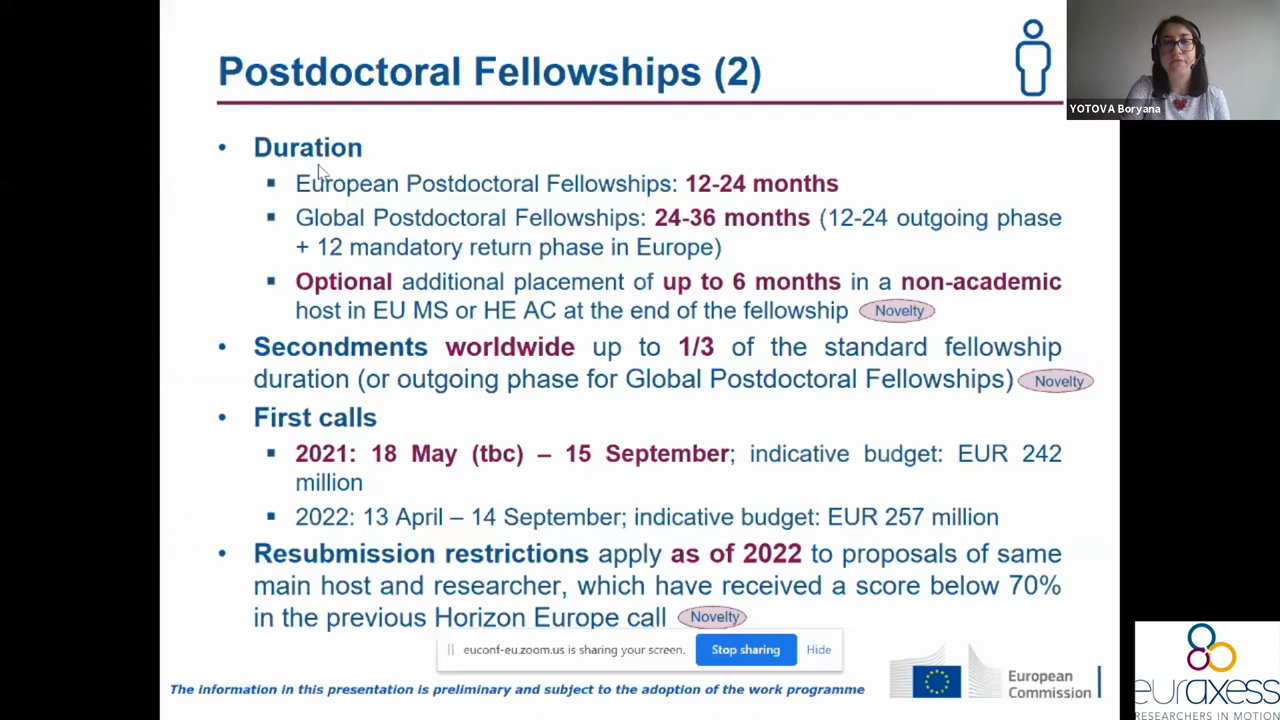 Postdoctoral Fellowships (2)
YOTOVA Boryana
• Duration
▪ European Postdoctoral Fellowships: 12-24 months
▪ Global Postdoctoral Fellowships: 24-36 months (12-24 outgoing phase
+ 12 mandatory return phase in Europe)
▪ Optional additional placement of up to 6 months in a non-academic
host in EU MS or HE AC at the end of the fellowship Novelty
• Secondments worldwide up to 1/3 of the standard fellowship
duration (or outgoing phase for Global Postdoctoral Fellowships) Novelty
• First calls
▪ 2021: 18 May (tbc) – 15 September; indicative budget: EUR 242
million
▪ 2022: 13 April – 14 September; indicative budget: EUR 257 million
• Resubmission restrictions apply as of 2022 to proposals of same
main host and researcher, which have received a score below 70%
in the previous Horizon Europe call Novelty
euconf-eu.zoom.us is sharing your screen. Stop sharing Hide
The information in this presentation is preliminary and subject to the adoption of the work programme
European
Commission
euraxess
RESEARCHERS IN MOTION